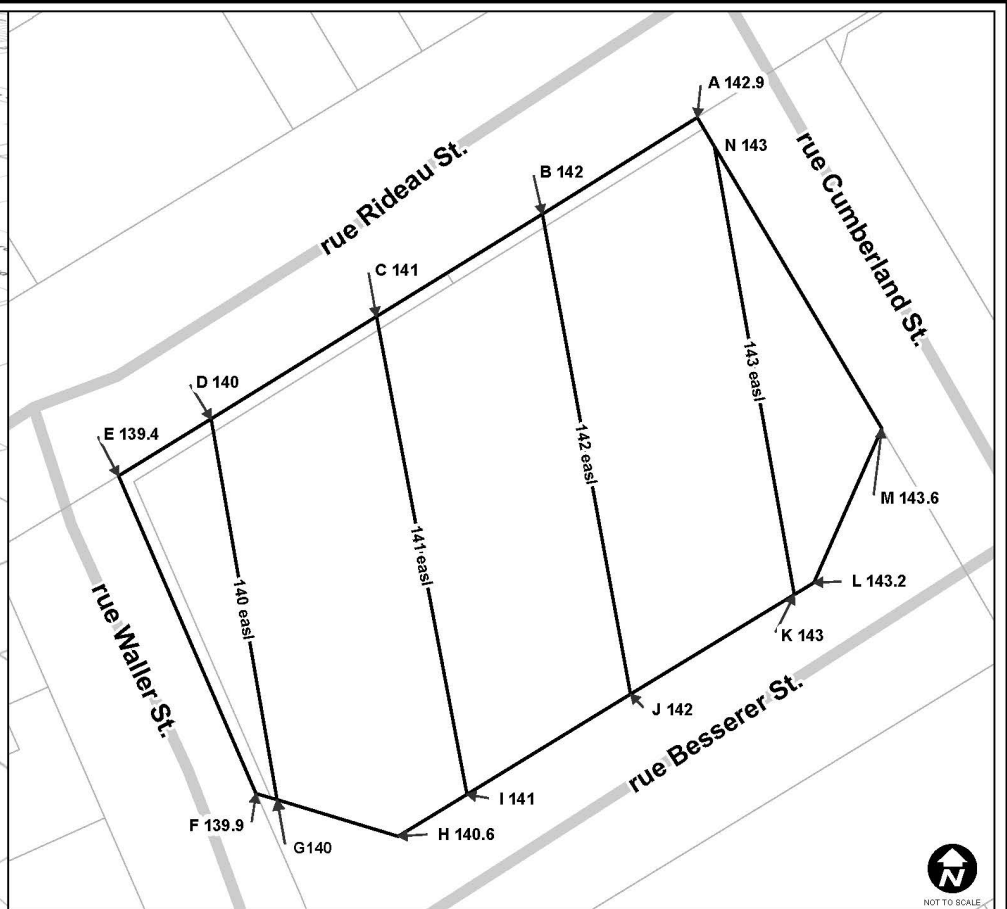 A 142.9
rue Rideau St.
N 143
rue Cumberland St.
B 142
C 141
D 140
E 139.4
143 easl
142 easl
141 easl
140 easl
M 143.6
rue Waller St.
L 143.2
K 143
J 142
rue Besserer St.
I 141
F 139.9
H 140.6
G140
N
NOT TO SCALE